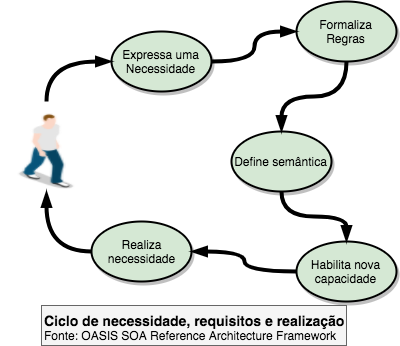 Formaliza
Regras
Expressa uma
Necessidade
Define semântica
Realiza
necessidade
Habilita nova
capacidade
Ciclo de necessidade, requisitos e realização
Fonte: OASIS SOA Reference Architecture Framework